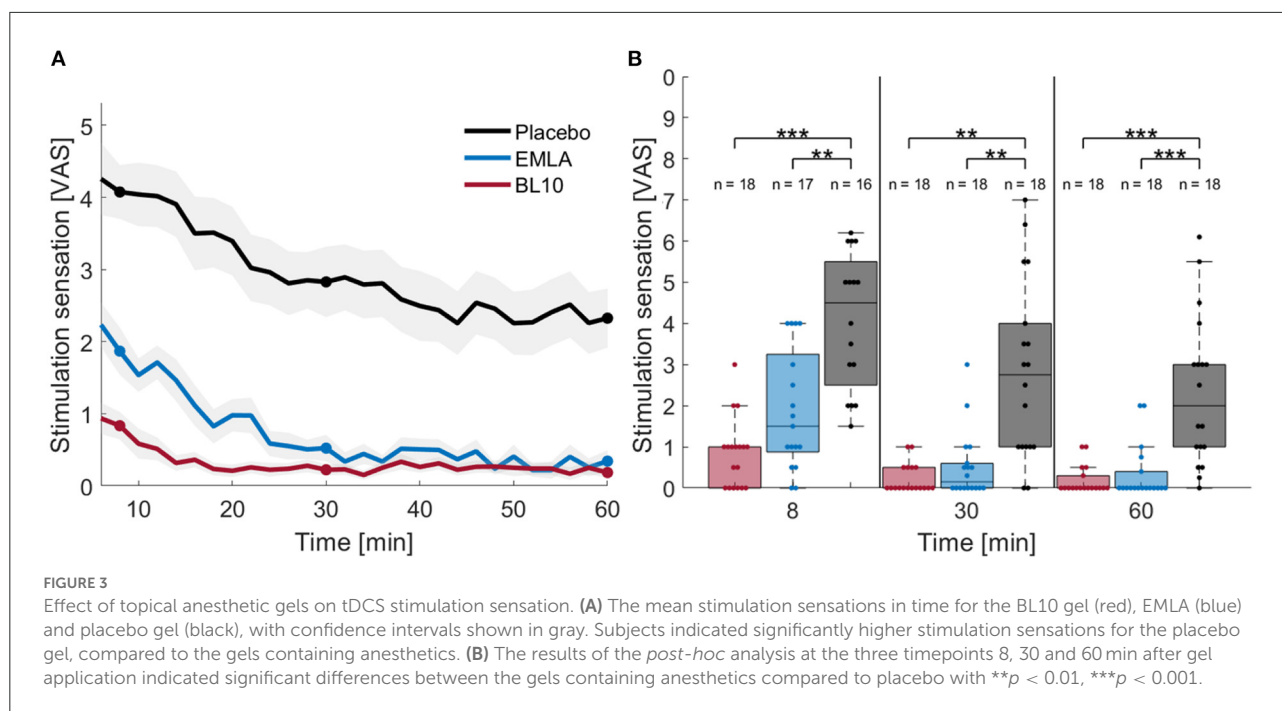 A
B
Stimulation sensation [VAS]
5
4
3
2
1
0
10 20 30 40 50 60
Time [min]
Placebo
EMLA
BL10
Stimulation sensation [VAS]
0
9
8
7
6
5
4
3
2
1
0
*** ** ***
** ** ***
n = 18 n = 17 n = 16 n = 18 n = 18 n = 18 n = 18 n = 18 n = 18
8 30 60
Time [min]
FIGURE 3
Effect of topical anesthetic gels on tDCS stimulation sensation. (A) The mean stimulation sensations in time for the BL10 gel (red), EMLA (blue)
and placebo gel (black), with confidence intervals shown in gray. Subjects indicated significantly higher stimulation sensations for the placebo
gel, compared to the gels containing anesthetics. (B) The results of the post-hoc analysis at the three timepoints 8, 30 and 60 min after gel
application indicated significant differences between the gels containing anesthetics compared to placebo with **p < 0.01, ***p < 0.001.